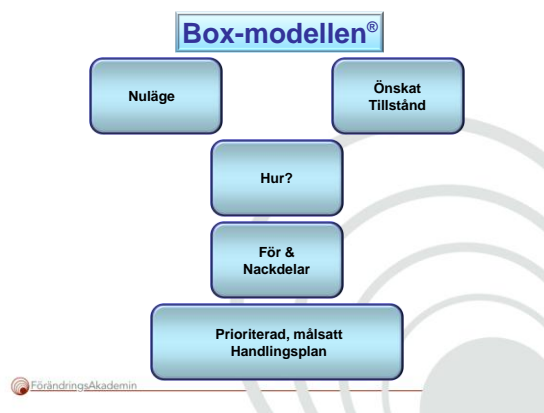 Box-modellen®
Nuläge
Önskat
Tillstånd
Hur?
För &
Nackdelar
Prioriterad, målsatt
Handlingsplan
FörändringsAkademin